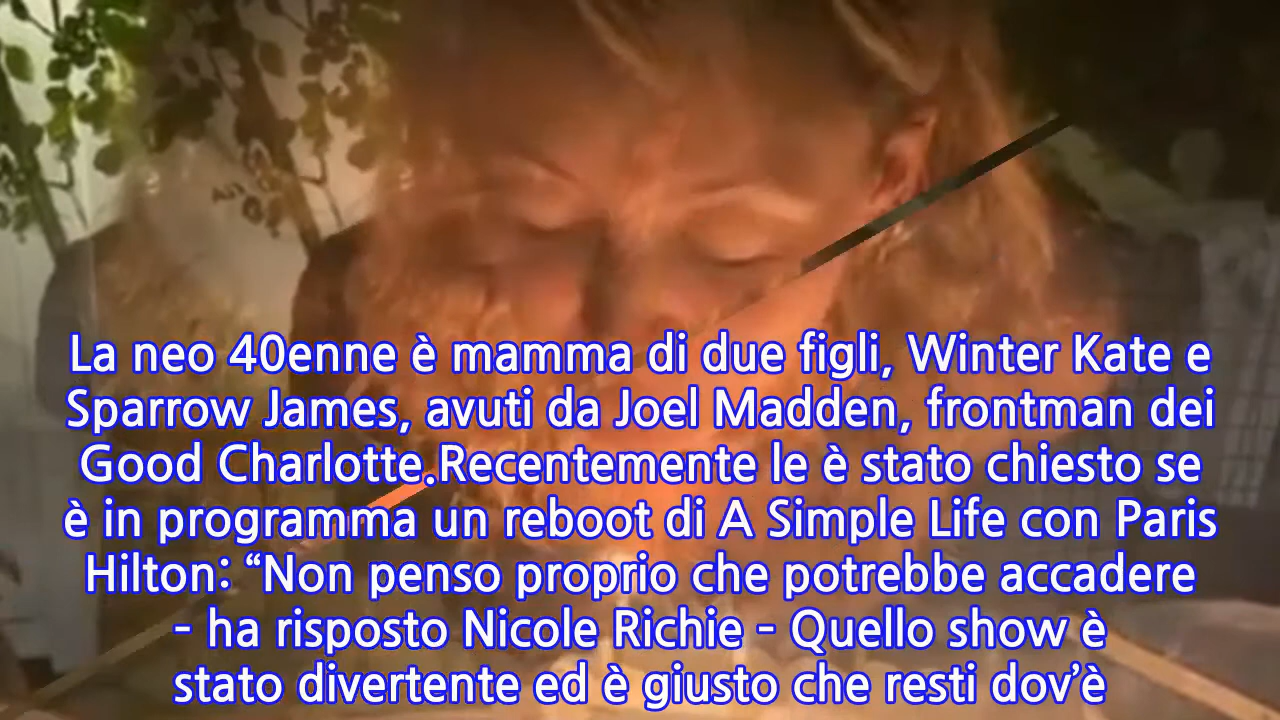 La neo 40enne è mamma di due figli, Winter Kate e
Sparrow James, avuti da Joel Madden, frontman dei
Good Charlotte.Recentemente le è stato chiesto se
è in programma un reboot di A Simple Life con Paris
Hilton: “Non penso proprio che potrebbe accadere
- ha risposto Nicole Richie - Quello show è
stato divertente ed è giusto che resti dov’è